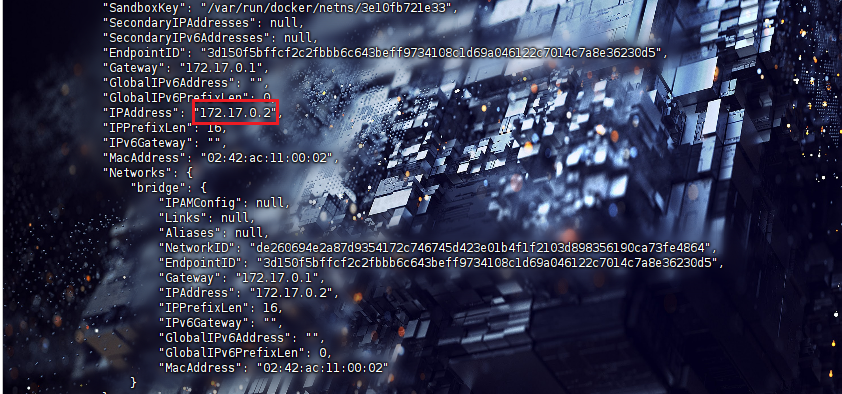 "SandboxKey": "/var/run/docker/netns/3e10fb721e33",
"SecondaryIPAddresses": null,
"SecondaryIPv6Addresses": null,
"EndpointID": "3d150f5bffcf2c2fbbb6c643beff9734108c1d69a046122c7014c7a8e36230d5",
"Gateway": "172.17.0.1",
"GlobalIPv6Address": "",
"GlobalIPv6PrefixLen": 0,
"IPAddress": "172.17.0.2",
"IPPrefixLen": 16,
"IPv6Gateway": "",
"MacAddress": "02:42:ac:11:00:02",
"Networks": {
"bridge": {
"IPAMConfig": null,
"Links": null,
"Aliases": null,
"NetworkID": "de260694e2a87d9354172c746745d423e01b4f1f2103d898356190ca73fe4864",
"EndpointID": "3d150f5bffcf2c2fbbb6c643beff9734108c1d69a046122c7014c7a8e36230d5",
"Gateway": "172.17.0.1",
"IPAddress": "172.17.0.2",
"IPPrefixLen": 16,
"IPv6Gateway": "",
"GlobalIPv6Address": "",
"GlobalIPv6PrefixLen": 0,
"MacAddress": "02:42:ac:11:00:02"
}